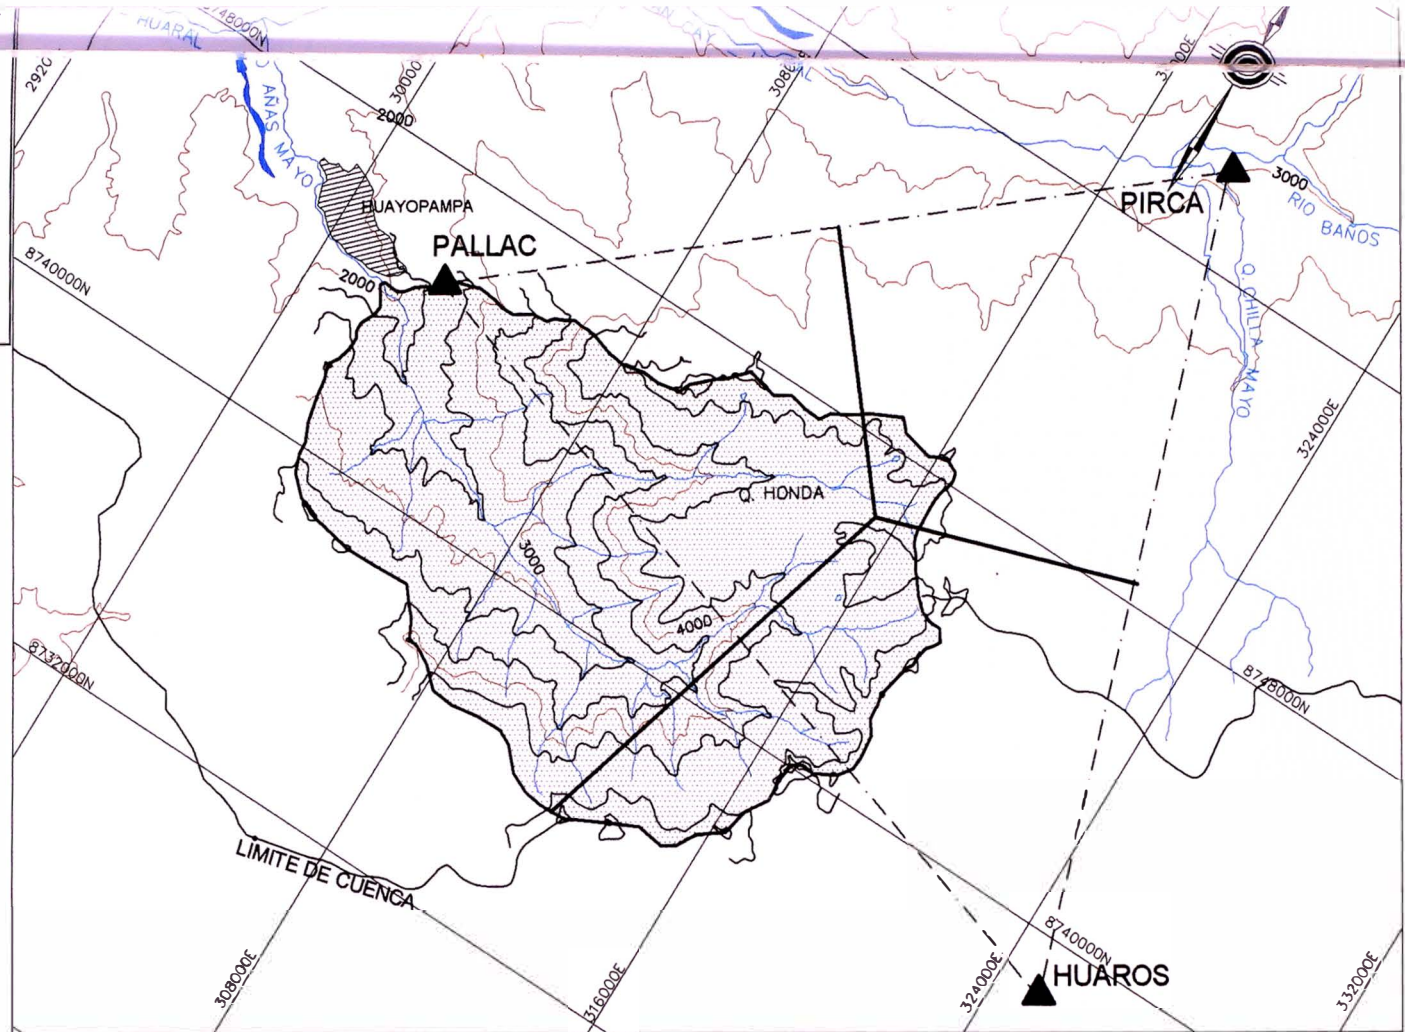 8748000N
HUARAL
2920
AÑAS MAYO
30000
2000
HUAYOPAMPA
PALLAC
2000
8740000N
PIRCA
3000
RIO BAÑOS
Q. CHILLA MAYO
324000E
Q. HONDA
3000
4000
8732000N
8748000N
LIMITE DE CUENCA
8740000N
HUAROS
308000E
316000E
324000E
332000E